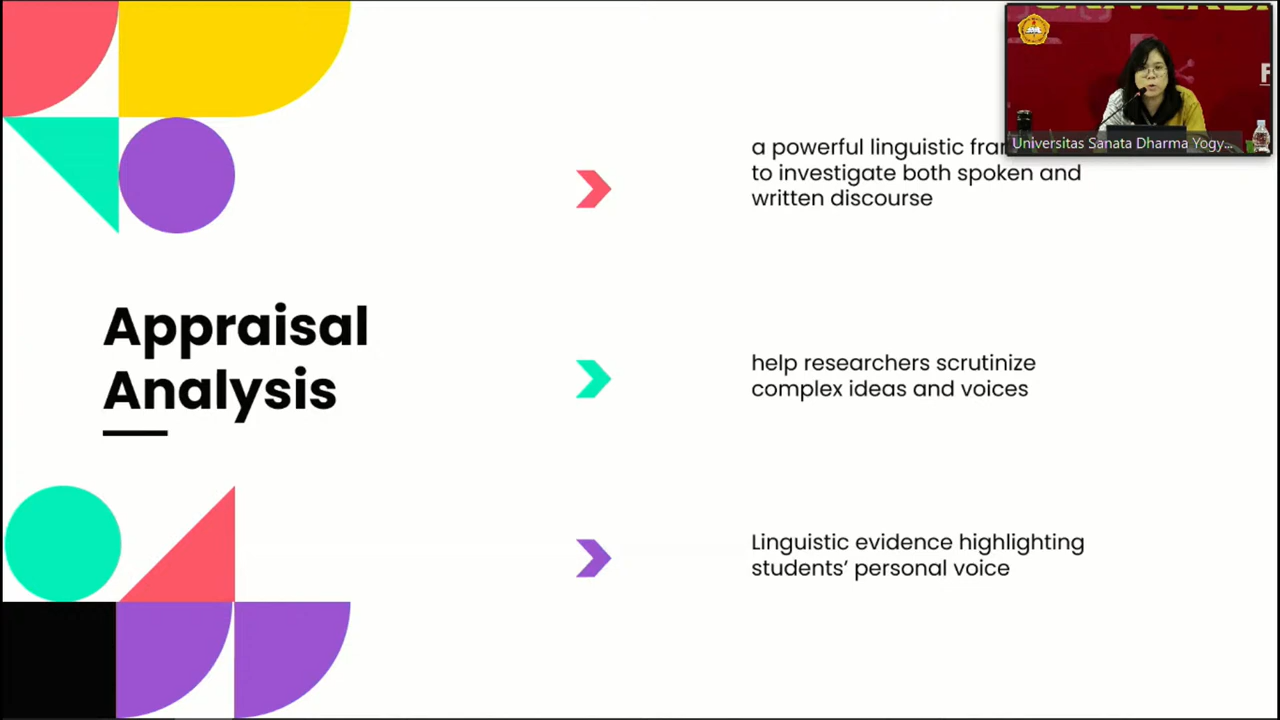 Appraisal
Analysis
a powerful linguistic
to investigate both spoken and
written discourse
help researchers scrutinize
complex ideas and voices
Linguistic evidence highlighting
students’ personal voice
Universitas Sanata Dharma Yogy...